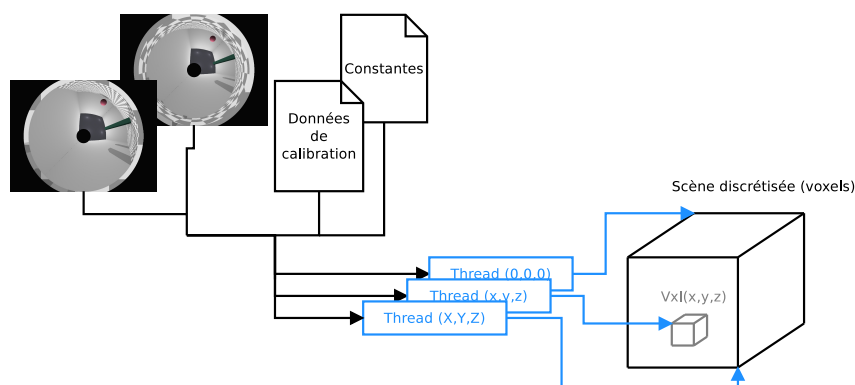 Constantes
Données
de
calibration
Scène discrétisée (voxels)
Thread (0,0,0)
Thread (x,y,z)
Thread (X,Y,Z)
Vxl(x,y,z)